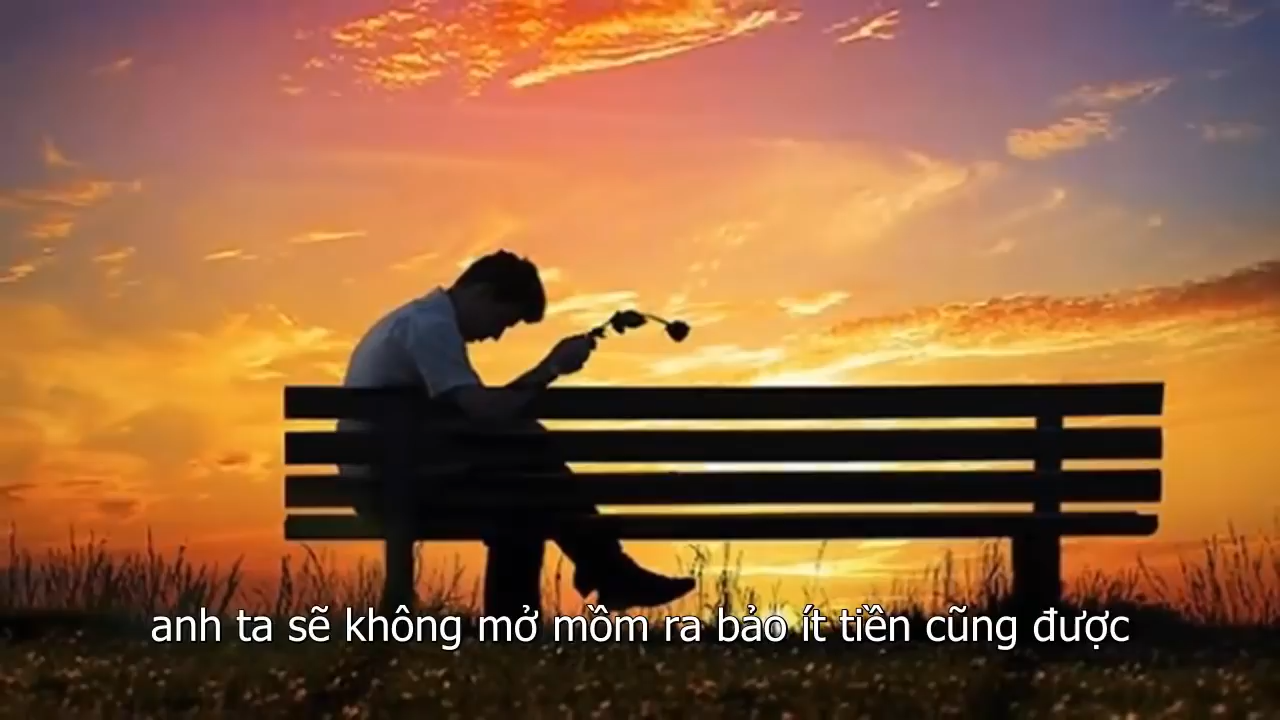 anh ta sẽ không mở mồm ra bảo ít tiền cũng được